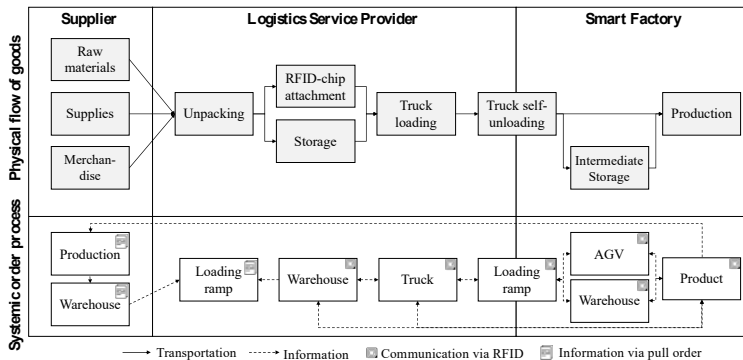 Supplier
Logistics Service Provider
Smart Factory
Physical flow of goods
Raw
materials
Supplies
Merchan-
dise
Unpacking
RFID-chip
attachment
Storage
Truck
loading
Truck self-
unloading
Intermediate
Storage
Production
Systemic order process
Production
Warehouse
Loading
ramp
Warehouse
Truck
Loading
ramp
AGV
Warehouse
Product
Transportation
Information
Communication via RFID
Information via pull order